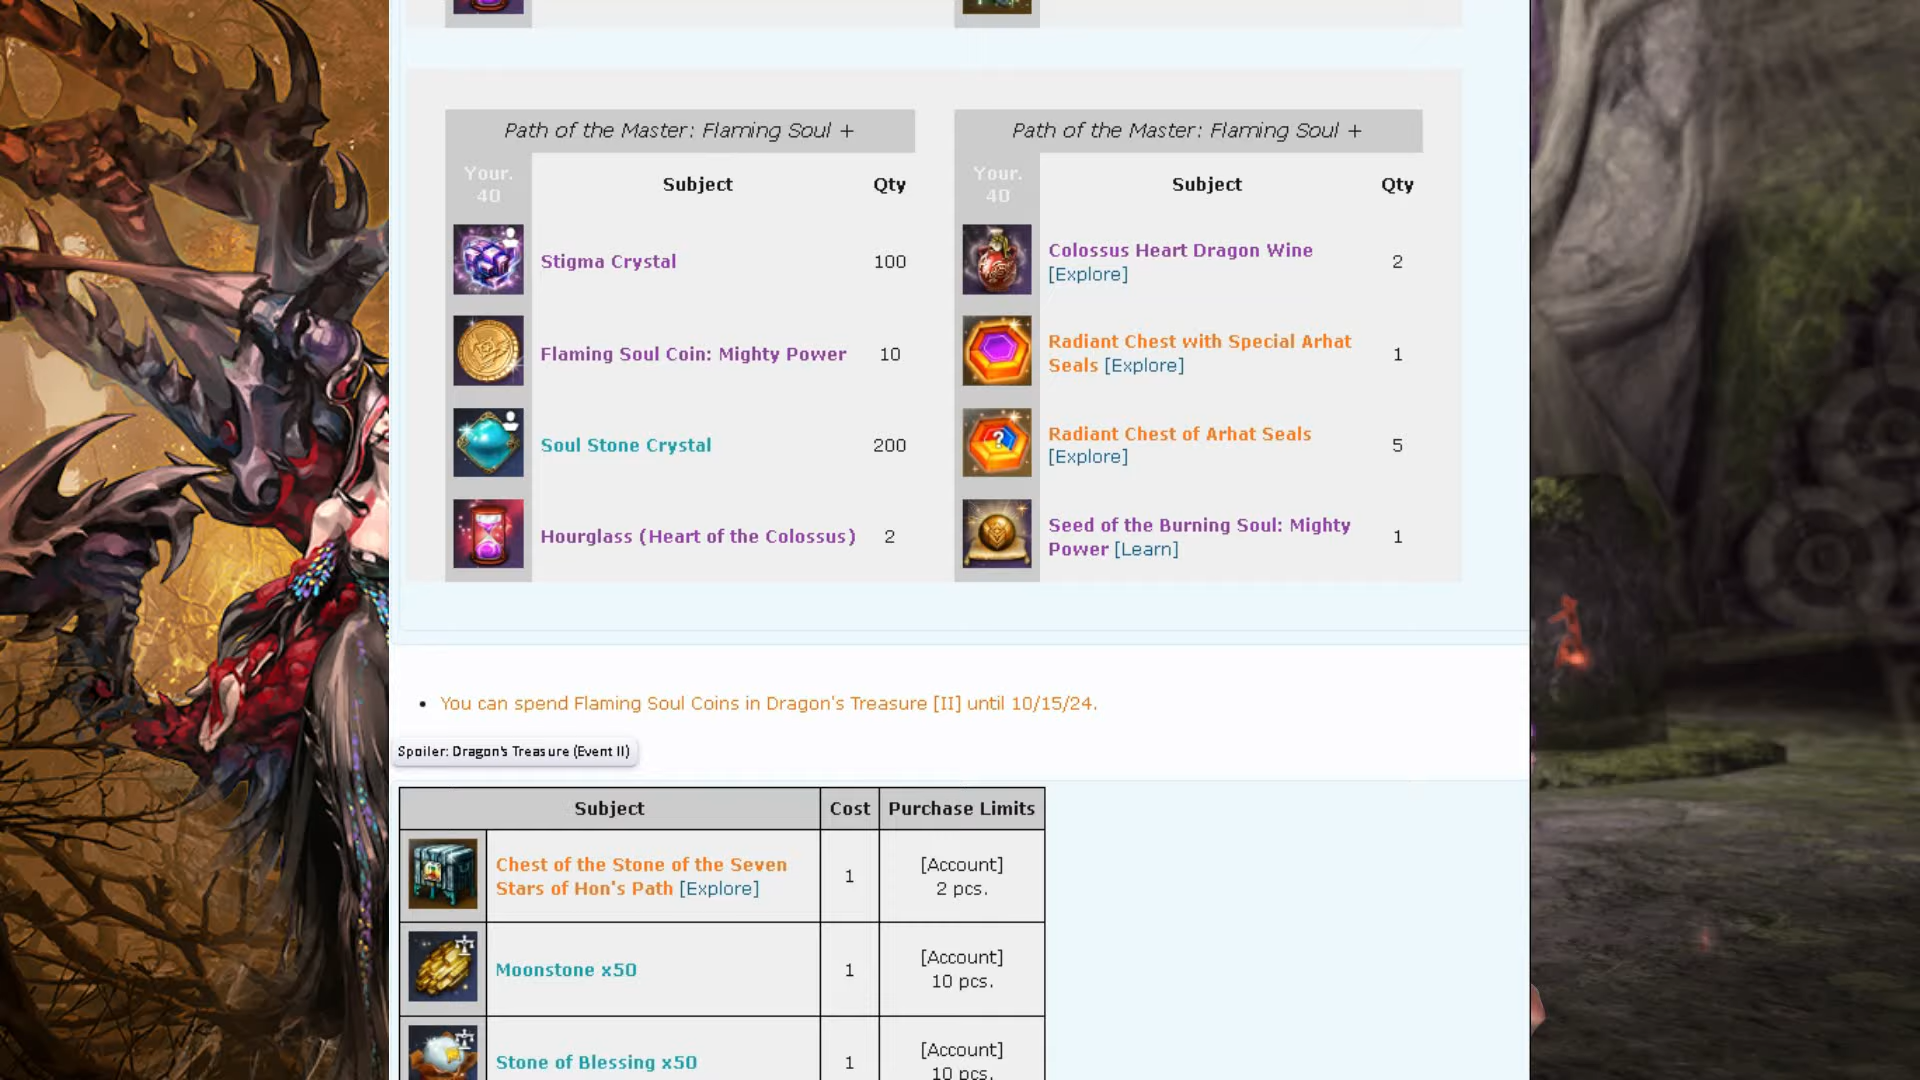 Path of the Master: Flaming Soul +
Your.
40
Subject
Qty
Stigma Crystal
100
Flaming Soul Coin: Mighty Power
10
Soul Stone Crystal
200
Hourglass (Heart of the Colossus)
2
Path of the Master: Flaming Soul +
Your.
40
Subject
Qty
Colossus Heart Dragon Wine
[Explore]
2
Radiant Chest with Special Arhat
Seals [Explore]
1
Radiant Chest of Arhat Seals
[Explore]
5
Seed of the Burning Soul: Mighty
Power [Learn]
1
• You can spend Flaming Soul Coins in Dragon's Treasure [II] until 10/15/24.
Spoiler: Dragon's Treasure (Event II)
Subject
Cost
Purchase Limits
Chest of the Stone of the Seven
Stars of Hon's Path [Explore]
1
[Account]
2 pcs.
Moonstone x50
1
[Account]
10 pcs.
Stone of Blessing x50
1
[Account]
10 pcs.